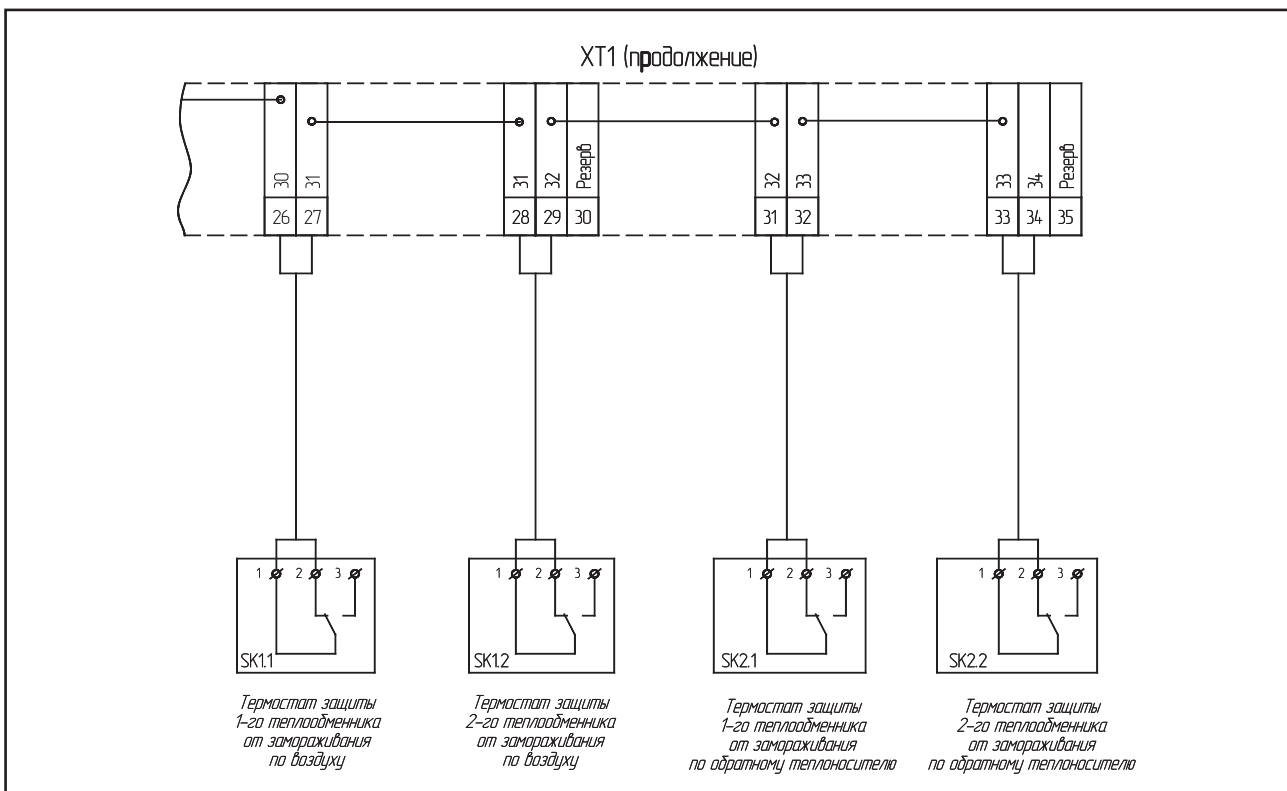 XT1 (продолжение)
30 31 31 32 Резерв 32 33 33 34 Резерв
26 27 28 29 30 31 32 33 34 35
1 2 3 1 2 3 1 2 3 1 2 3
SK1.1 SK1.2 SK2.1 SK2.2
Термостат защиты
1-го теплообменника
от замораживания
по воздуху
Термостат защиты
2-го теплообменника
от замораживания
по воздуху
Термостат защиты
1-го теплообменника
от замораживания
по обратному теплоносителю
Термостат защиты
2-го теплообменника
от замораживания
по обратному теплоносителю